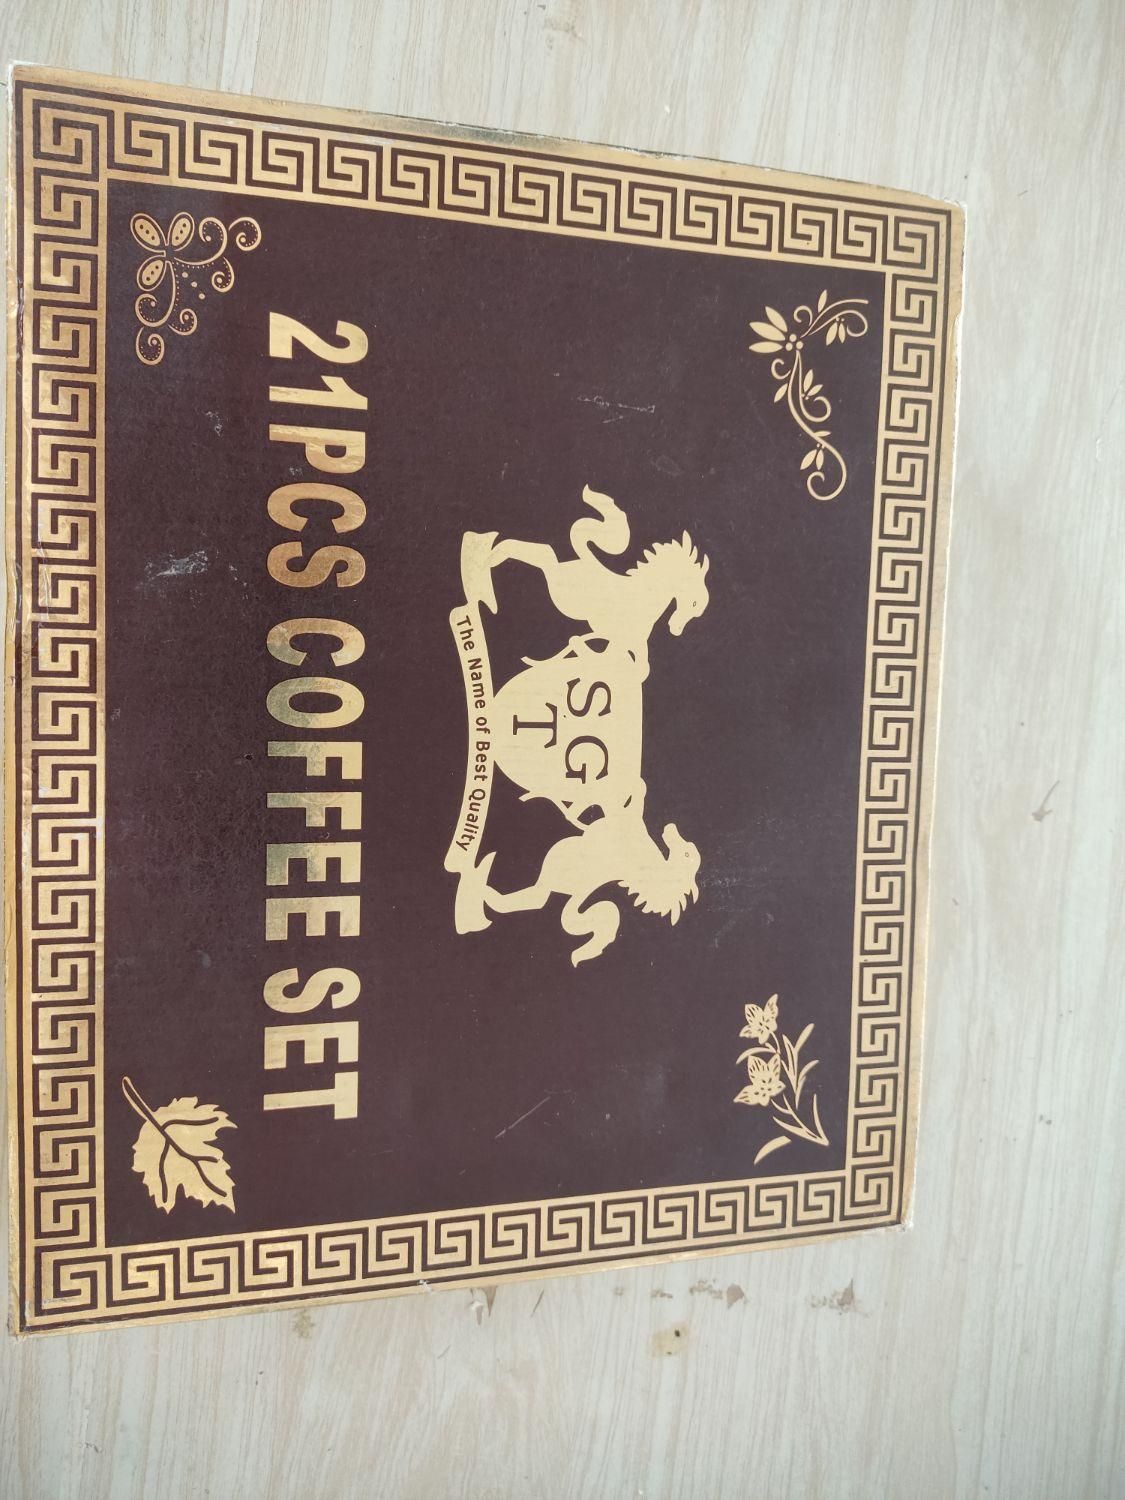 SG
T
The Name of Best Quality
21PCS COFFEE SET